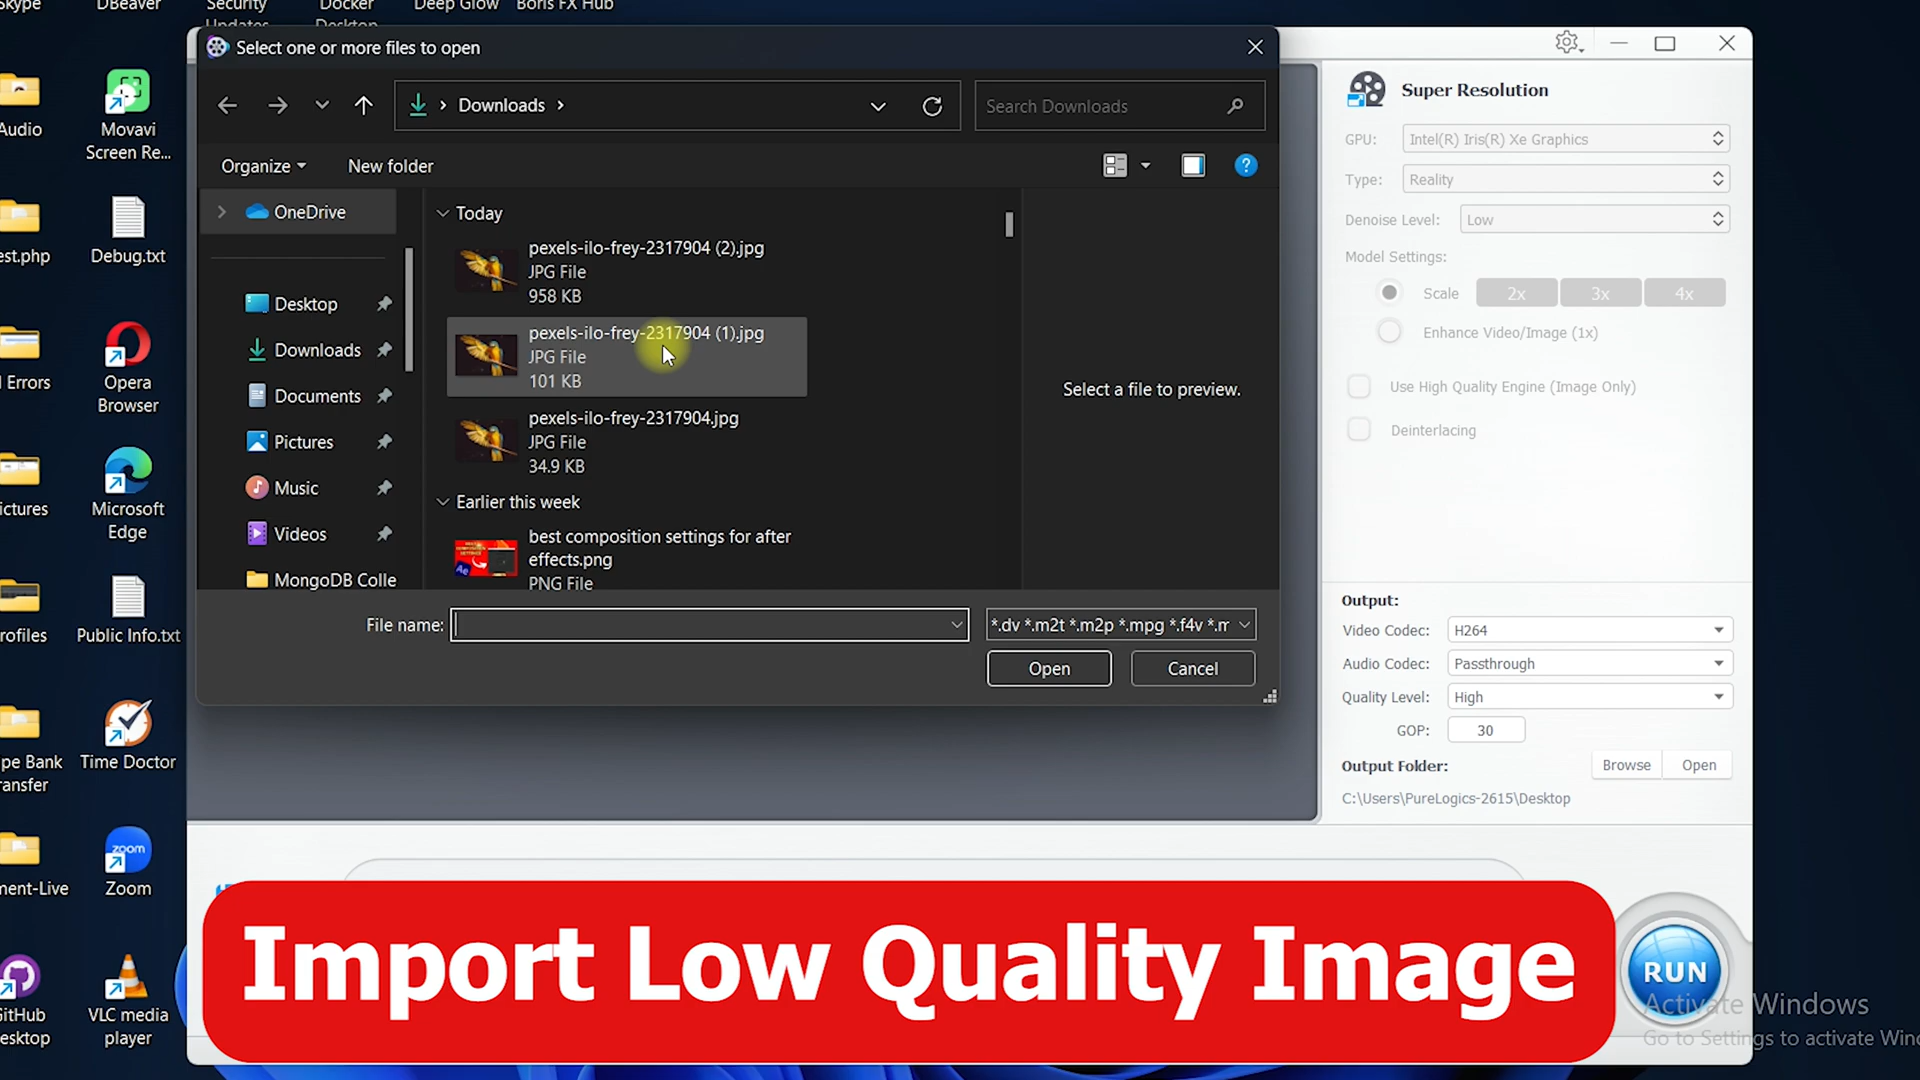 kype
DBeaver
Security
Updates
Docker
Desktop
Deep Glow
Boris FX Hub
Audio
Movavi
Screen Re...
est.php
Debug.txt
l Errors
Opera
Browser
ictures
Microsoft
Edge
rofiles
Public Info.txt
pe Bank
ransfer
Time Doctor
ment-Live
zoom
Zoom
GitHub
esktop
VLC media
player
Select one or more files to open
Downloads
Search Downloads
Organize
New folder
?
OneDrive
Desktop
Downloads
Documents
Pictures
Music
Videos
MongoDB Colle
Today
pexels-ilo-frey-2317904 (2).jpg
JPG File
958 KB
pexels-ilo-frey-2317904 (1).jpg
JPG File
101 KB
pexels-ilo-frey-2317904.jpg
JPG File
34.9 KB
Earlier this week
Ae
best composition settings for after
effects.png
PNG File
Select a file to preview.
File name:
*.dv *.m2t *.m2p *.mpg *.f4v *.m
Open
Cancel
Super Resolution
GPU:
Intel(R) Iris(R) Xe Graphics
Type:
Reality
Denoise Level:
Low
Model Settings:
Scale
2x
3x
4x
Enhance Video/Image (1x)
Use High Quality Engine (Image Only)
Deinterlacing
Output:
Video Codec:
H264
Audio Codec:
Passthrough
Quality Level:
High
GOP:
30
Output Folder:
Browse
Open
C:\Users\PureLogics-2615\Desktop
Import Low Quality Image
RUN
Activate Windows
Go to Settings to activate Win